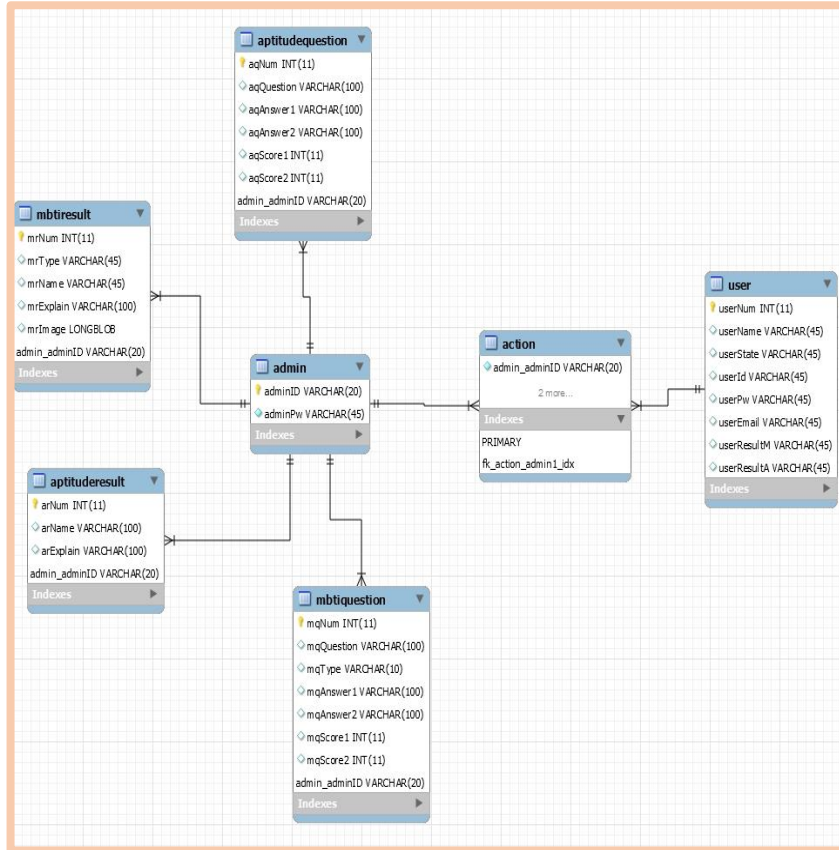 aptitudequestion
aqNum INT(11)
aqQuestion VARCHAR(100)
aqAnswer1 VARCHAR(100)
aqAnswer2 VARCHAR(100)
aqScore1 INT(11)
aqScore2 INT(11)
admin_adminID VARCHAR(20)
Indexes
mbtiresult
mrNum INT(11)
mrType VARCHAR(45)
mrName VARCHAR(45)
mrExplain VARCHAR(100)
mrImage LONGBLOB
admin_adminID VARCHAR(20)
Indexes
admin
adminID VARCHAR(20)
adminPw VARCHAR(45)
Indexes
action
admin_adminID VARCHAR(20)
2 more...
Indexes
PRIMARY
fk_action_admin1_idx
user
userNum INT(11)
userName VARCHAR(45)
userState VARCHAR(45)
userId VARCHAR(45)
userPw VARCHAR(45)
userEmail VARCHAR(45)
userResultM VARCHAR(45)
userResultA VARCHAR(45)
Indexes
aptituderesult
arNum INT(11)
arName VARCHAR(100)
arExplain VARCHAR(100)
admin_adminID VARCHAR(20)
Indexes
mbtiquestion
mqNum INT(11)
mqQuestion VARCHAR(100)
mqType VARCHAR(10)
mqAnswer1 VARCHAR(100)
mqAnswer2 VARCHAR(100)
mqScore1 INT(11)
mqScore2 INT(11)
admin_adminID VARCHAR(20)
Indexes